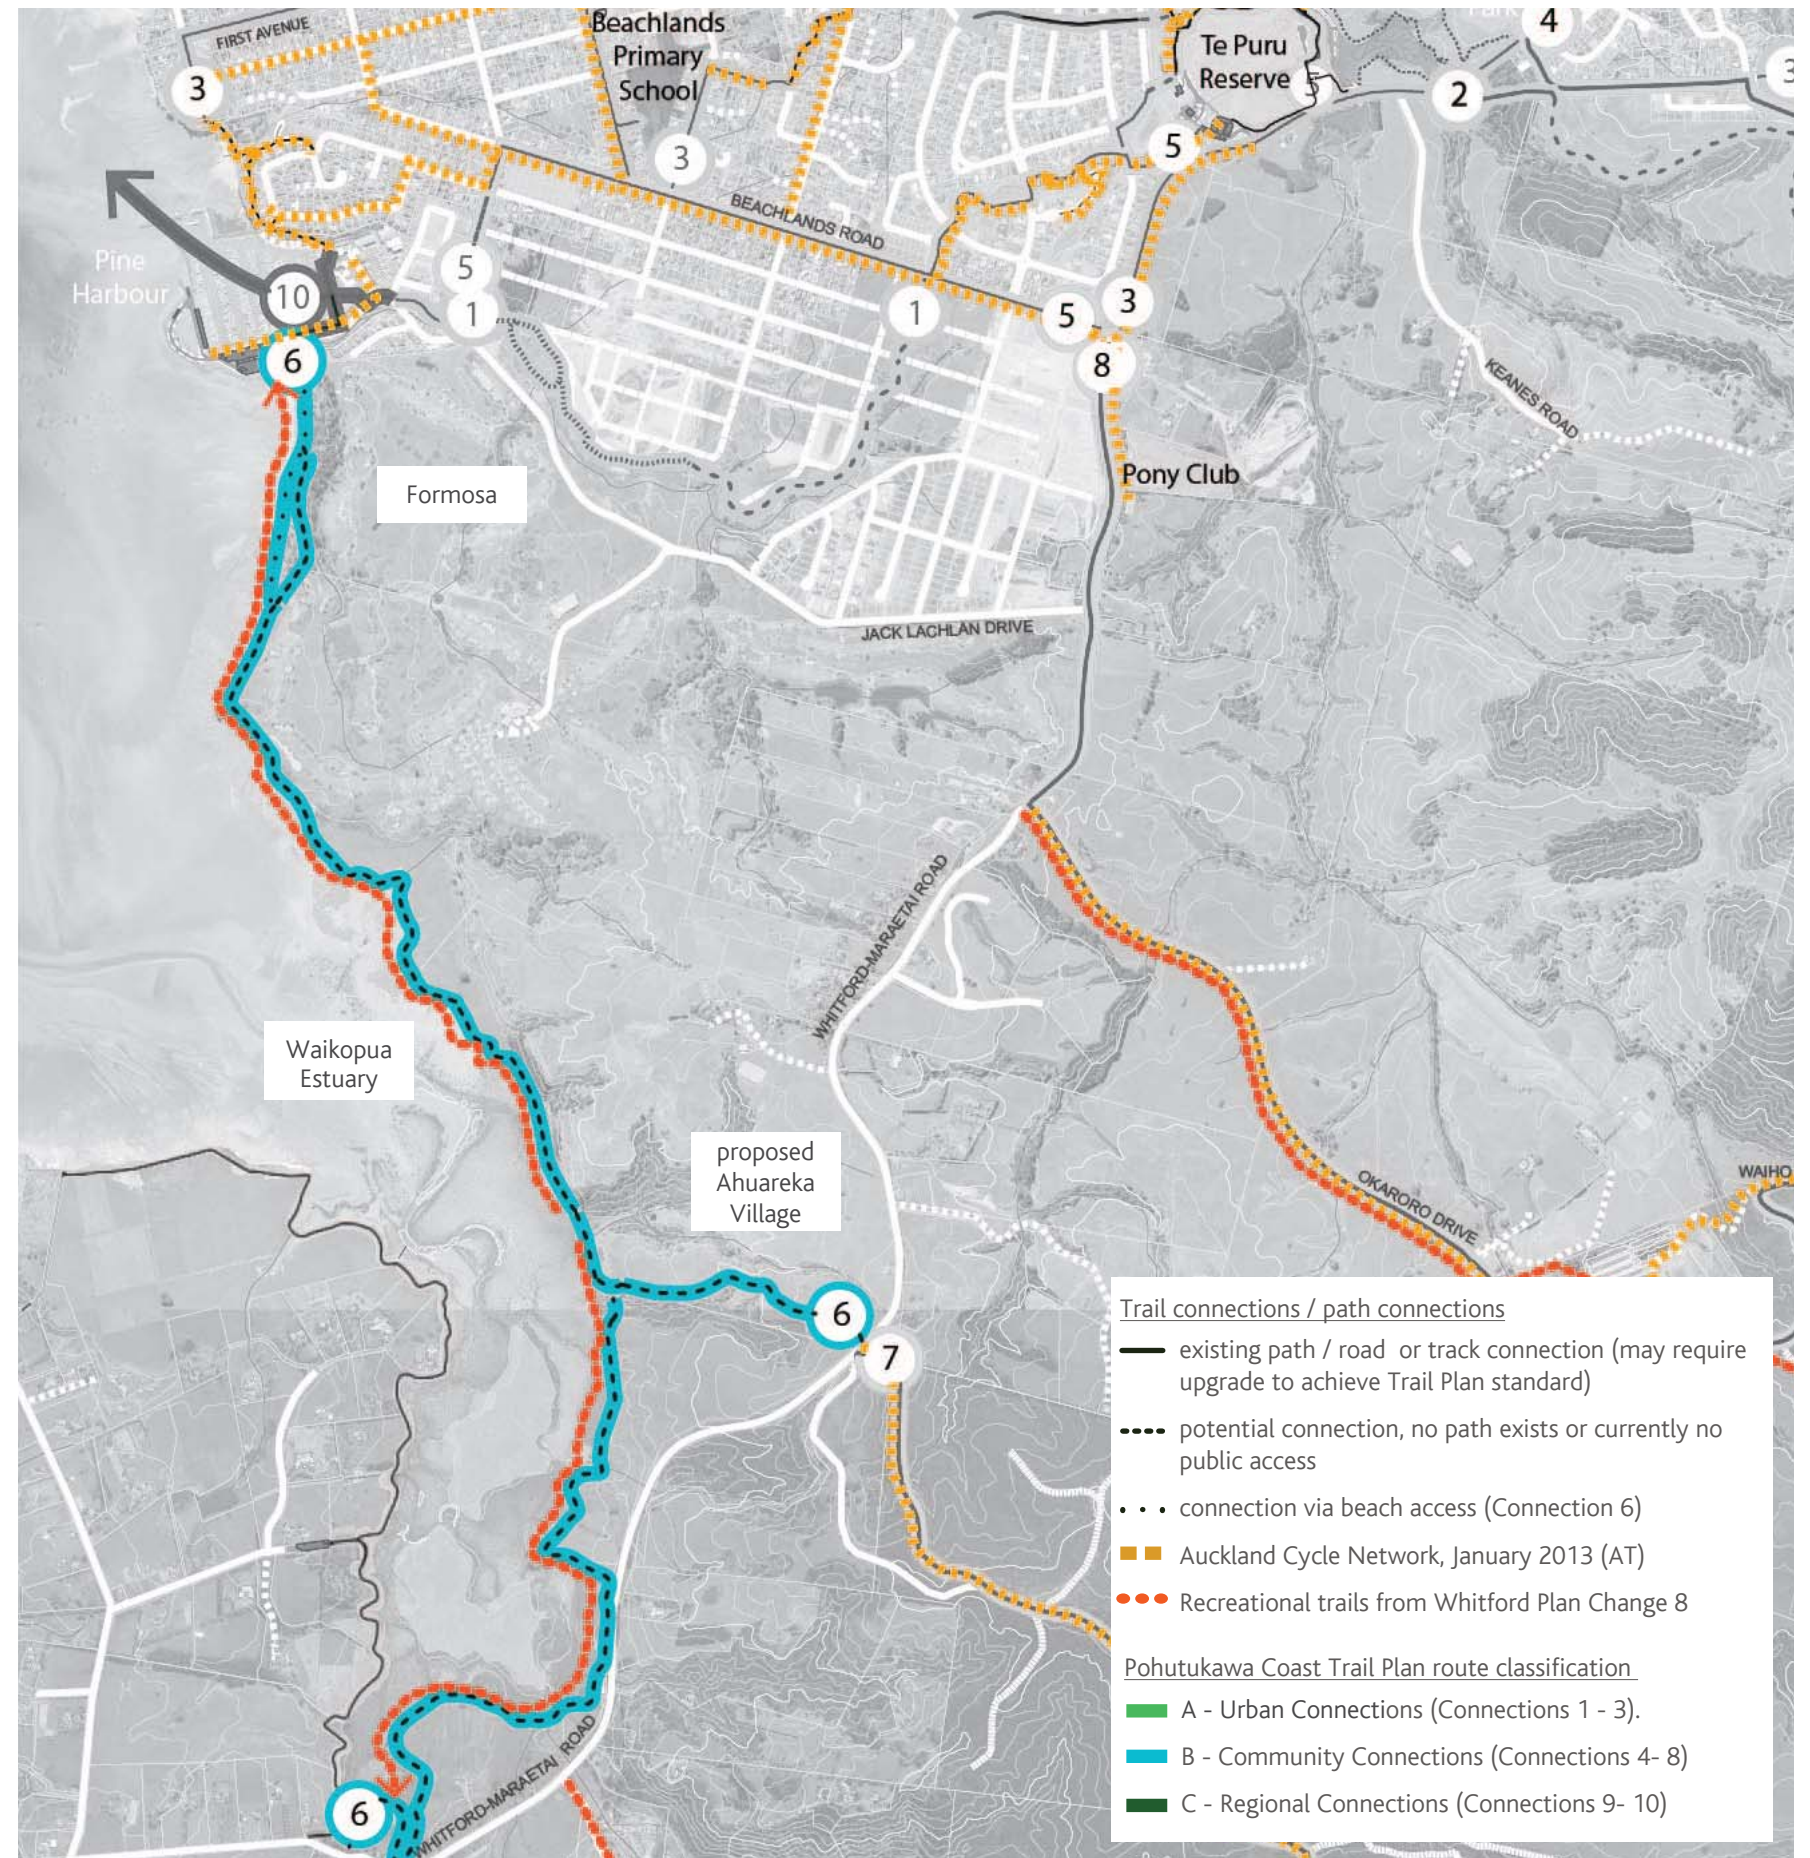 FIRST AVENUE
Beachlands
Primary
School
Te Puru
Reserve
Park
4
3
3
5
2
3
5
BEACHLANDS ROAD
Pine
Harbour
10
5
1
1
5
3
6
8
KEANES ROAD
Formosa
Pony Club
JACK LACHLAN DRIVE
WHITFORD-MARAETAI ROAD
Waikopua
Estuary
proposed
Ahuareka
Village
OKARORO DRIVE
WAIHO
6
7
WHITFORD-MARAETAI ROAD
6
Trail connections / path connections
existing path / road or track connection (may require
upgrade to achieve Trail Plan standard)
potential connection, no path exists or currently no
public access
connection via beach access (Connection 6)
Auckland Cycle Network, January 2013 (AT)
Recreational trails from Whitford Plan Change 8
Pohutukawa Coast Trail Plan route classification
A - Urban Connections (Connections 1 - 3).
B - Community Connections (Connections 4- 8)
C - Regional Connections (Connections 9- 10)